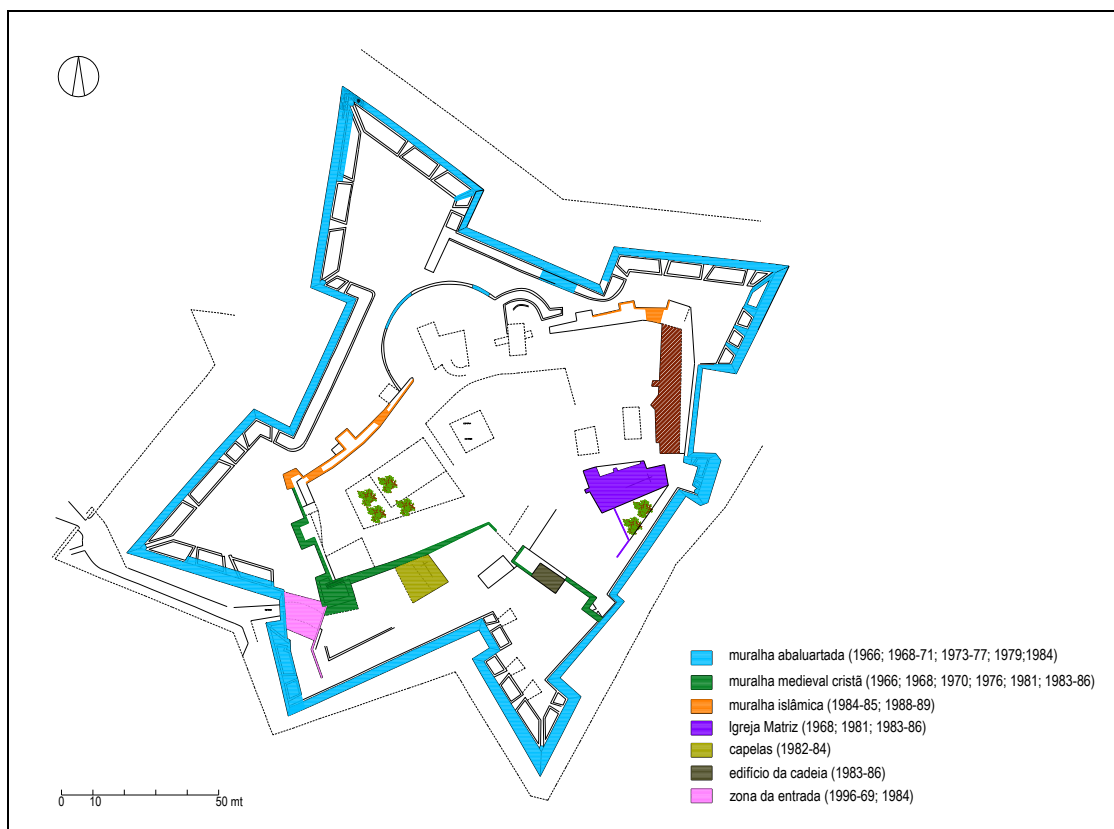 muralha abaluartada (1966; 1968-71; 1973-77; 1979;1984)
muralha medieval cristã (1966; 1968; 1970; 1976; 1981; 1983-86)
muralha islâmica (1984-85; 1988-89)
Igreja Matriz (1968; 1981; 1983-86)
capelas (1982-84)
edifício da cadeia (1983-86)
zona da entrada (1996-69; 1984)
0 10 50 mt